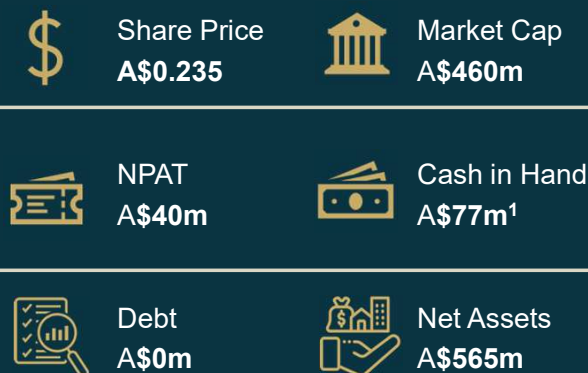 Share Price
A$0.235
Market Cap
A$460m
NPAT
A$40m
Cash in Hand
A$77m¹
Debt
A$0m
Net Assets
A$565m